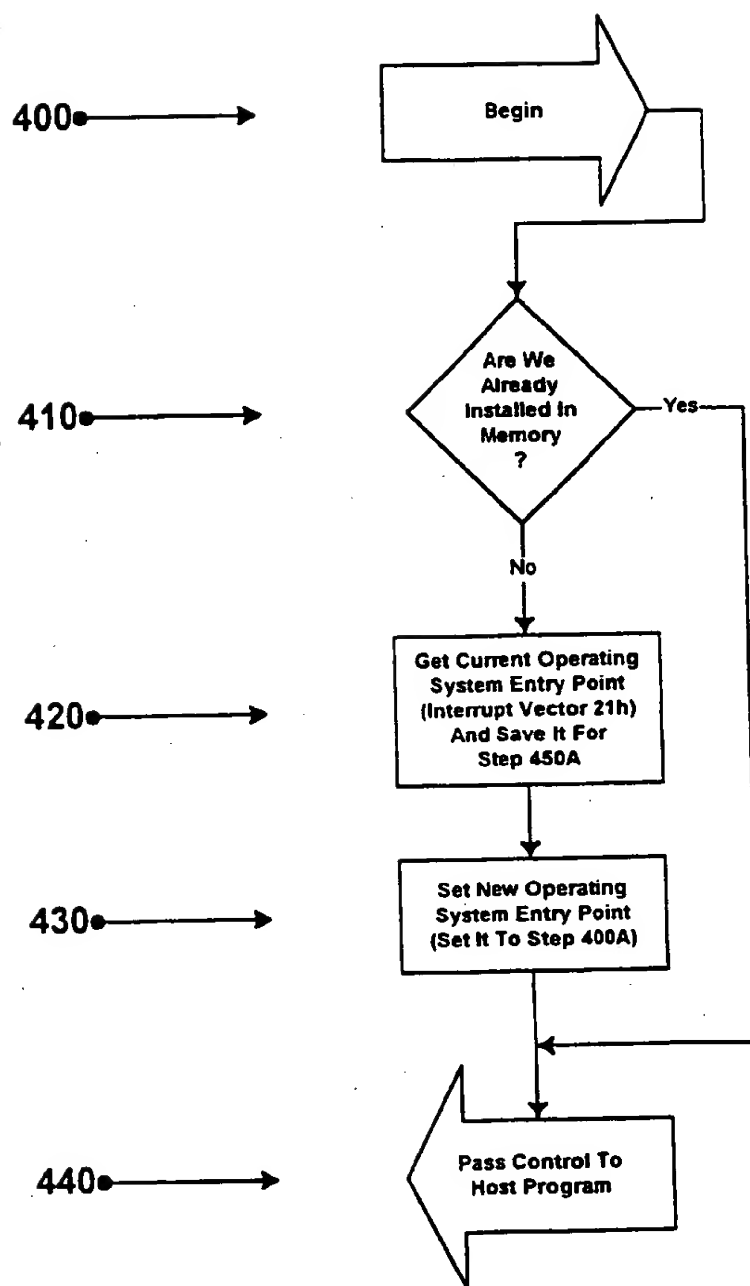 400
Begin
410
Are We
Already
Installed In
Memory
?
Yes
No
420
Get Current Operating
System Entry Point
(Interrupt Vector 21h)
And Save It For
Step 450A
430
Set New Operating
System Entry Point
(Set It To Step 400A)
440
Pass Control To
Host Program